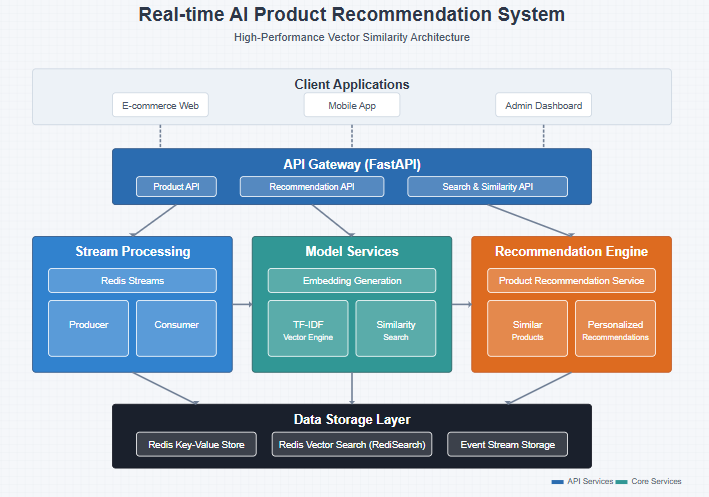 Real-time AI Product Recommendation System
High-Performance Vector Similarity Architecture
Client Applications
E-commerce Web
Mobile App
Admin Dashboard
API Gateway (FastAPI)
Product API
Recommendation API
Search & Similarity API
Stream Processing
Redis Streams
Producer
Consumer
Model Services
Embedding Generation
TF-IDF
Vector Engine
Similarity
Search
Recommendation Engine
Product Recommendation Service
Similar
Products
Personalized
Recommendations
Data Storage Layer
Redis Key-Value Store
Redis Vector Search (RediSearch)
Event Stream Storage
API Services
Core Services